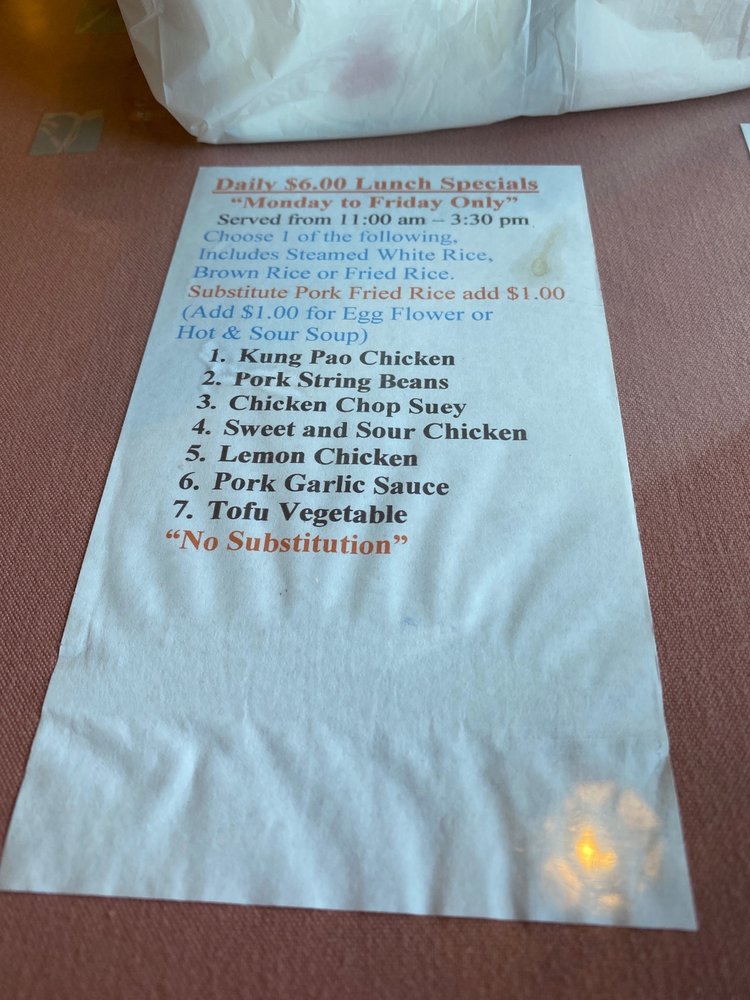 Daily $6.00 Lunch Specials
“Monday to Friday Only”
Served from 11:00 am – 3:30 pm
Choose 1 of the following,
Includes Steamed White Rice,
Brown Rice or Fried Rice.
Substitute Pork Fried Rice add $1.00
(Add $1.00 for Egg Flower or
Hot & Sour Soup)
1. Kung Pao Chicken
2. Pork String Beans
3. Chicken Chop Suey
4. Sweet and Sour Chicken
5. Lemon Chicken
6. Pork Garlic Sauce
7. Tofu Vegetable
“No Substitution”